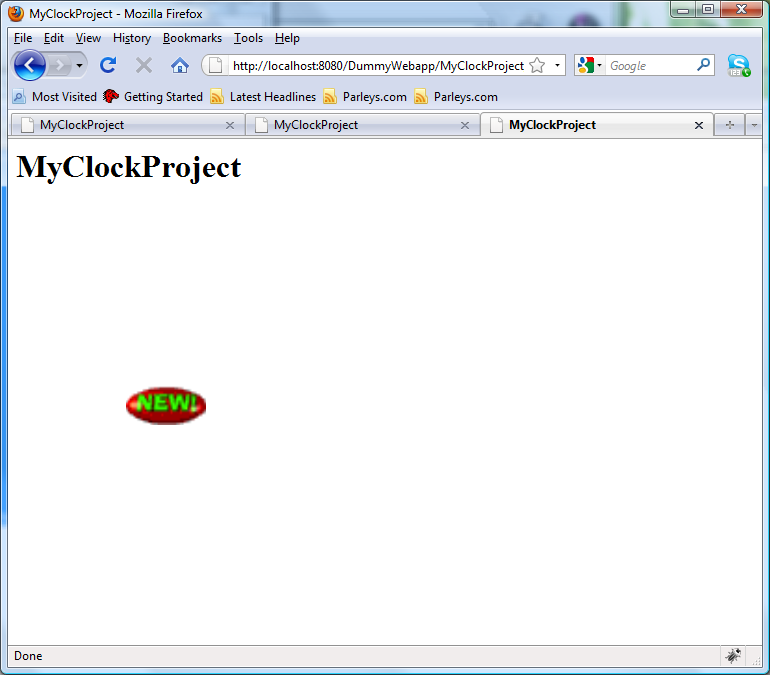 MyClockProject - Mozilla Firefox
File Edit View History Bookmarks Tools Help
http://localhost:8080/DummyWebapp/MyClockProject Google
Most Visited Getting Started Latest Headlines Parleys.com Parleys.com
MyClockProject MyClockProject MyClockProject
MyClockProject
NEW!
Done